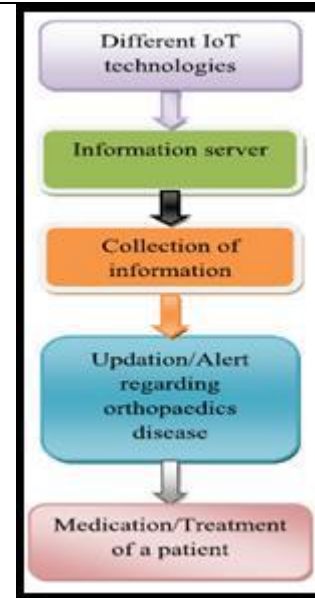 Different IoT
technologies
Information server
Collection of
information
Updation/Alert
regarding
orthopaedics
disease
Medication/Treatment
of a patient